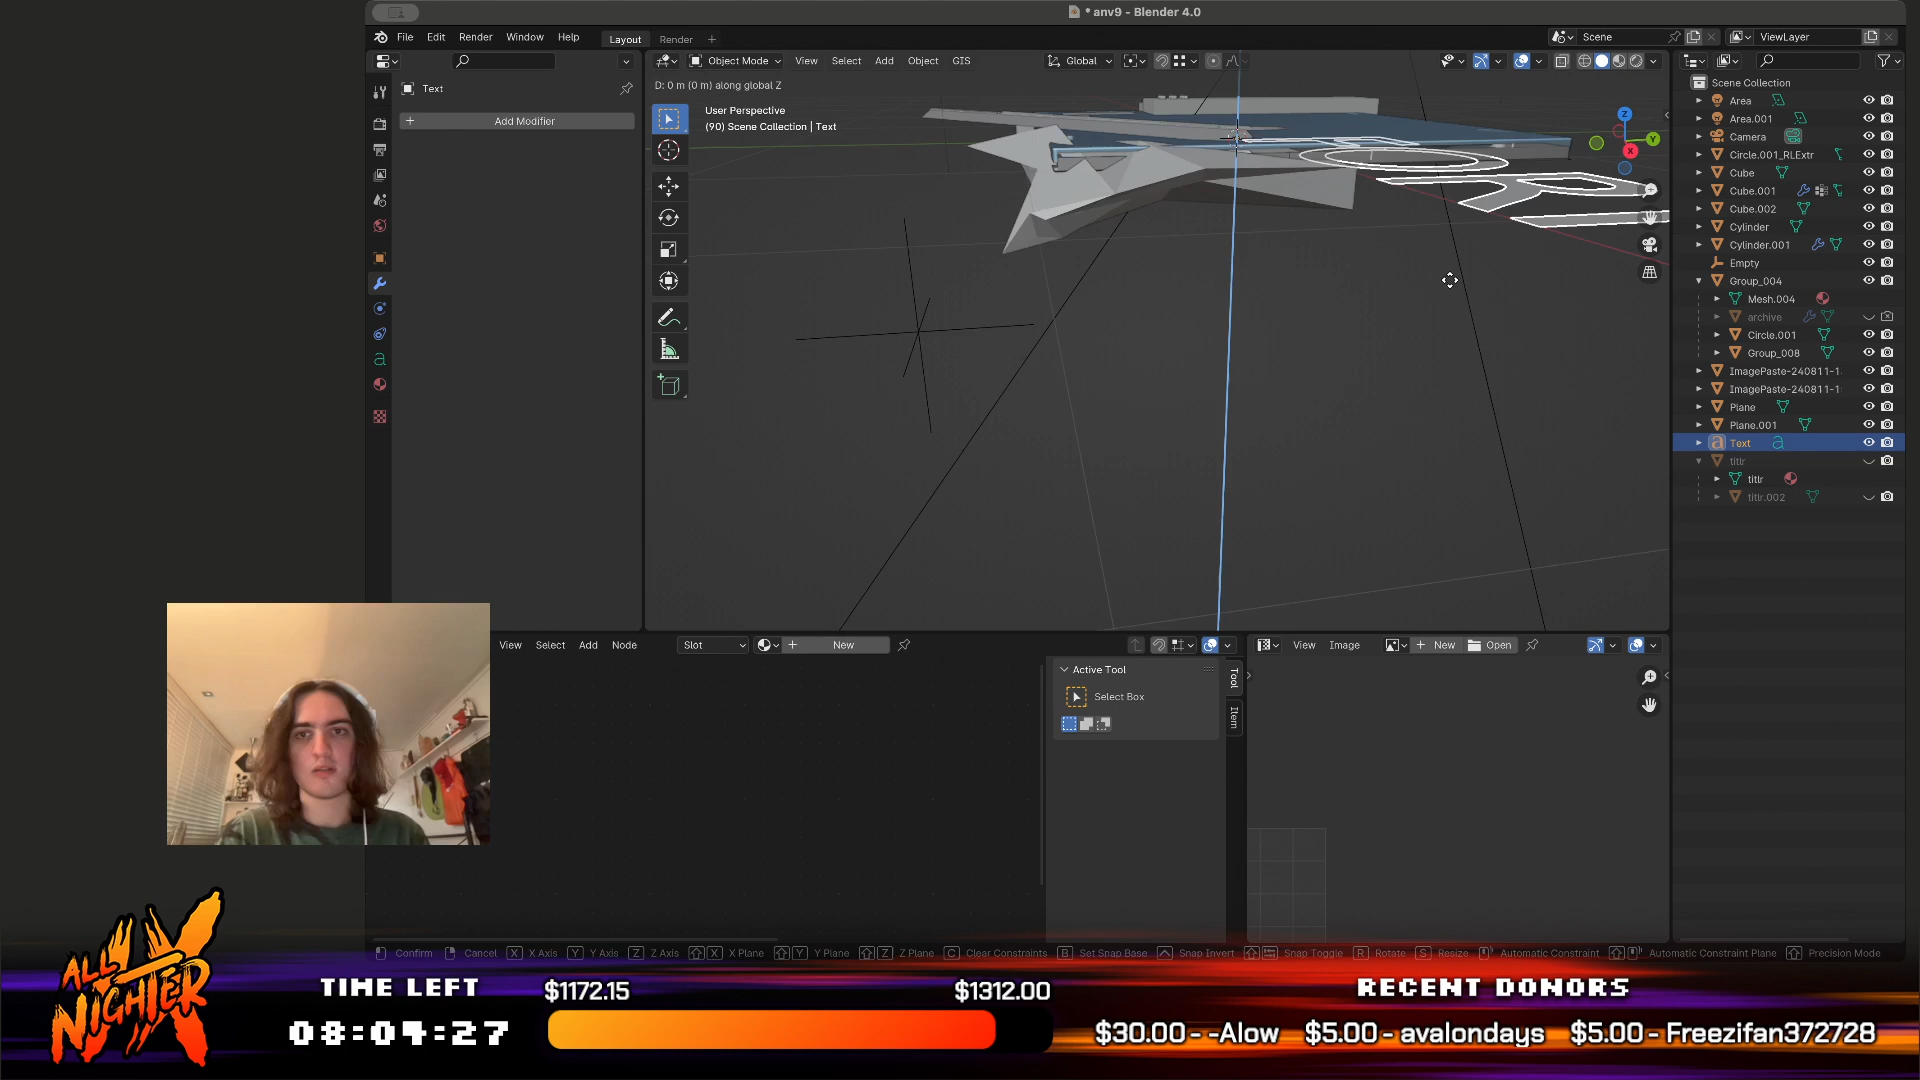 * anv9 - Blender 4.0
File Edit Render Window Help Layout Render + Scene ViewLayer
Object Mode View Select Add Object GIS Global
D: 0 m (0 m) along global Z
Text
Add Modifier
User Perspective
(90) Scene Collection | Text
Z
Y
X
Scene Collection
Area
Area.001
Camera
Circle.001_RLExtr
Cube
Cube.001
Cube.002
Cylinder
Cylinder.001
Empty
Group_004
Mesh.004
archive
Circle.001
Group_008
ImagePaste-240811-1
ImagePaste-240811-1
Plane
Plane.001
Text
titlr
titlr
titlr.002
View Select Add Node Slot New
View Image New Open
Active Tool
Select Box
Tool
Item
Confirm Cancel X X Axis Y Y Axis Z Z Axis X X Plane Y Y Plane Z Z Plane C Clear Constraints B Set Snap Base Snap Invert Snap Toggle R Rotate S Resize Automatic Constraint Automatic Constraint Plane Precision Mode
ALL
NIGHTER
TIME LEFT
08:04:27
$1172.15
$1312.00
RECENT DONORS
$30.00 - -Alow $5.00 - avalondays $5.00 - Freezifan372728